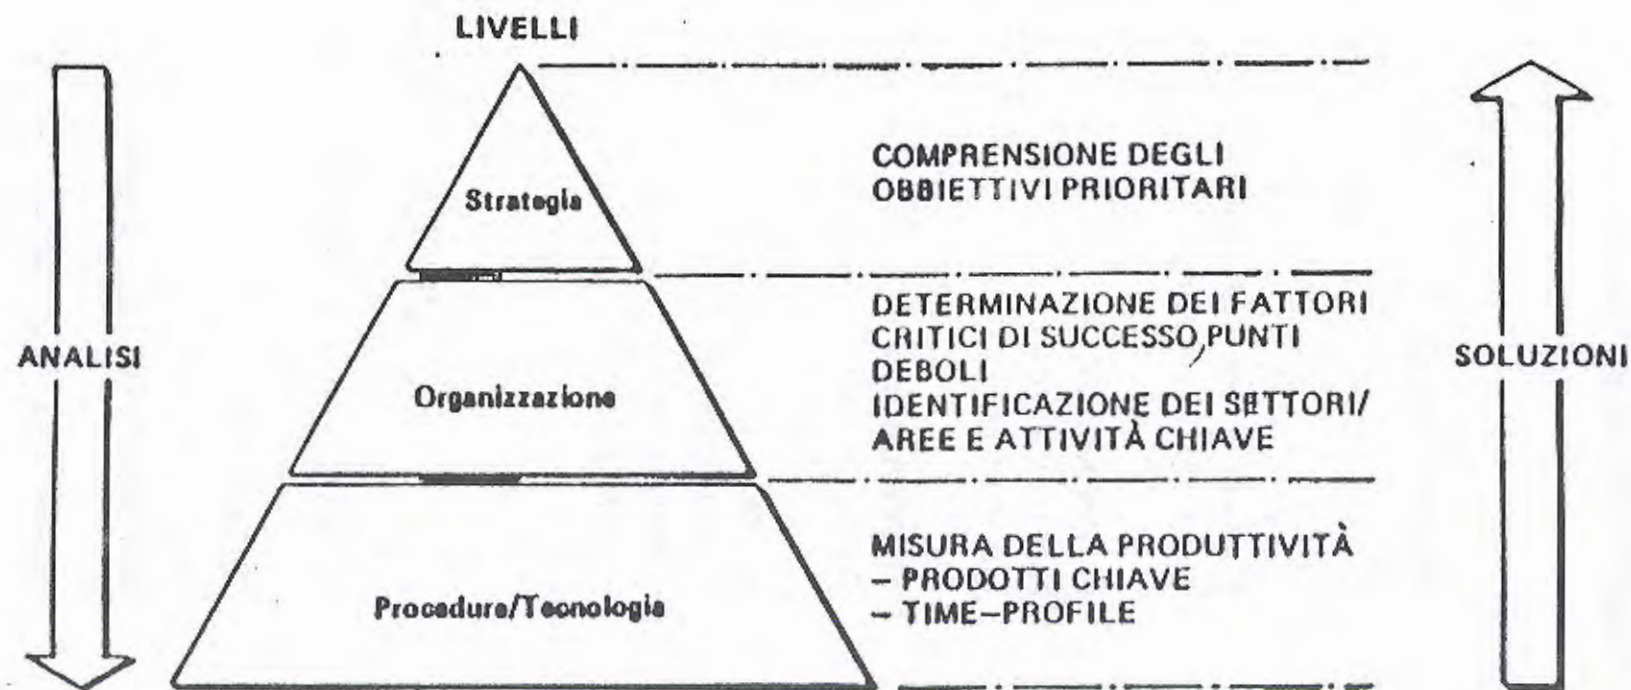 LIVELLI
Strategia
COMPRENSIONE DEGLI
OBBIETTIVI PRIORITARI
ANALISI
Organizzazione
DETERMINAZIONE DEI FATTORI
CRITICI DI SUCCESSO, PUNTI
DEBOLI
IDENTIFICAZIONE DEI SETTORI/
AREE E ATTIVITÀ CHIAVE
SOLUZIONI
Procedure/Tecnologia
MISURA DELLA PRODUTTIVITÀ
– PRODOTTI CHIAVE
– TIME–PROFILE